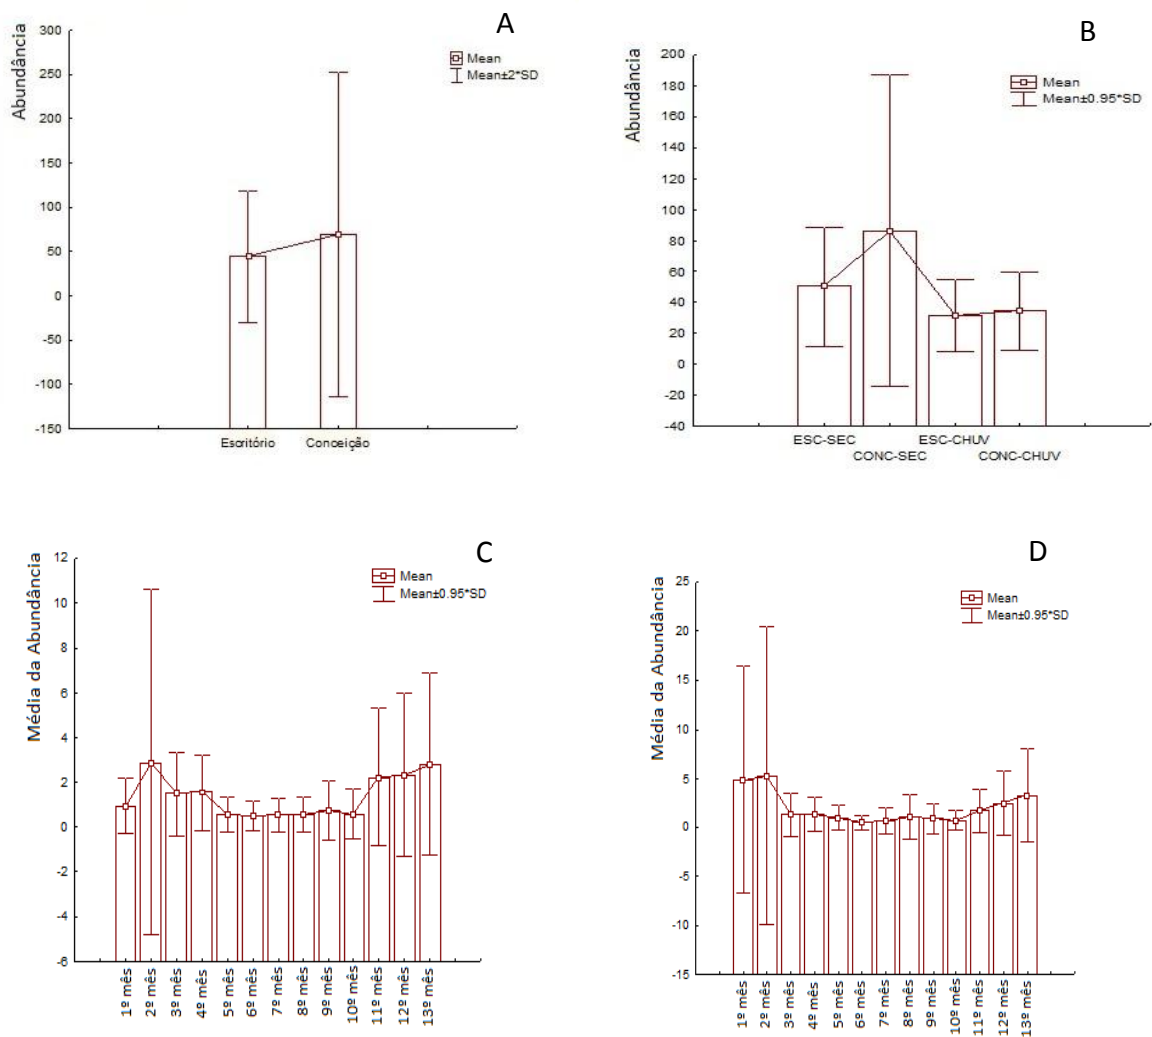 A
Abundância
Mean
Mean±2*SD
300
250
200
150
100
50
0
-50
-100
-150
Escritório
Conceição
B
Abundância
Mean
Mean±0.95*SD
200
180
160
140
120
100
80
60
40
20
0
-20
-40
ESC-SEC
CONC-SEC
ESC-CHUV
CONC-CHUV
C
Média da Abundância
Mean
Mean±0.95*SD
12
10
8
6
4
2
0
-2
-4
-6
1º mês
2º mês
3º mês
4º mês
5º mês
6º mês
7º mês
8º mês
9º mês
10º mês
11º mês
12º mês
13º mês
D
Média da Abundância
Mean
Mean±0.95*SD
25
20
15
10
5
0
-5
-10
-15
1º mês
2º mês
3º mês
4º mês
5º mês
6º mês
7º mês
8º mês
9º mês
10º mês
11º mês
12º mês
13º mês